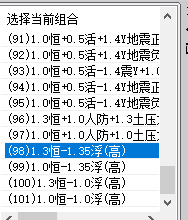 选择当前组合
(91)1.0恒+0.5活+1.4Y地震正
(92)1.0恒+0.5活+1.4Y地震负
(93)1.0恒+0.5活-1.4震Y+1.0
(94)1.0恒+0.5活-1.4Y地震正
(95)1.0恒+0.5活-1.4Y地震负
(96)1.3恒+1.0人防+1.3土压力
(97)1.0恒+1.0人防+1.0土压力
(98)1.3恒-1.35浮(高)
(99)1.0恒-1.35浮(高)
(100)1.3恒-1.0浮(高)
(101)1.0恒-1.0浮(高)